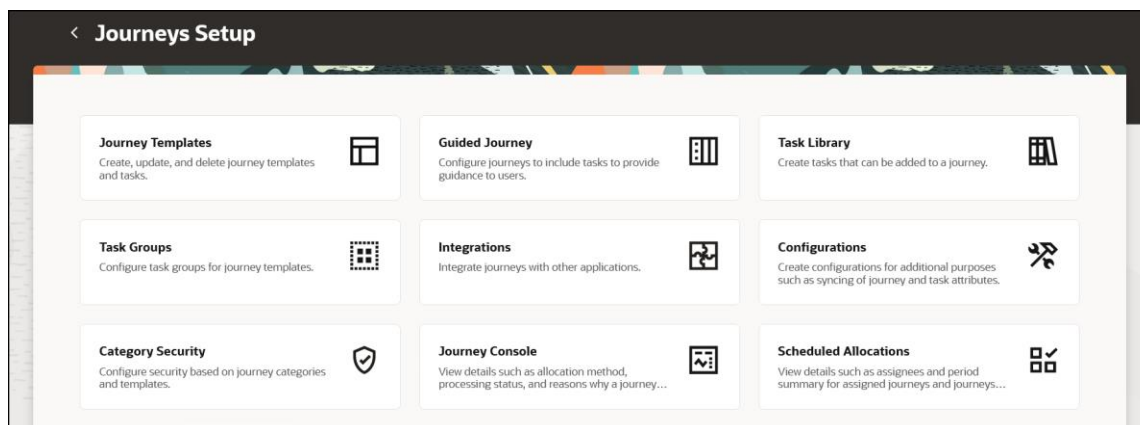 Journeys Setup
Journey Templates
Create, update, and delete journey templates
and tasks.
Guided Journey
Configure journeys to include tasks to provide
guidance to users.
Task Library
Create tasks that can be added to a journey.
Task Groups
Configure task groups for journey templates.
Integrations
Integrate journeys with other applications.
Configurations
Create configurations for additional purposes
such as syncing of journey and task attributes.
Category Security
Configure security based on journey categories
and templates.
Journey Console
View details such as allocation method,
processing status, and reasons why a journey...
Scheduled Allocations
View details such as assignees and period
summary for assigned journeys and journeys...